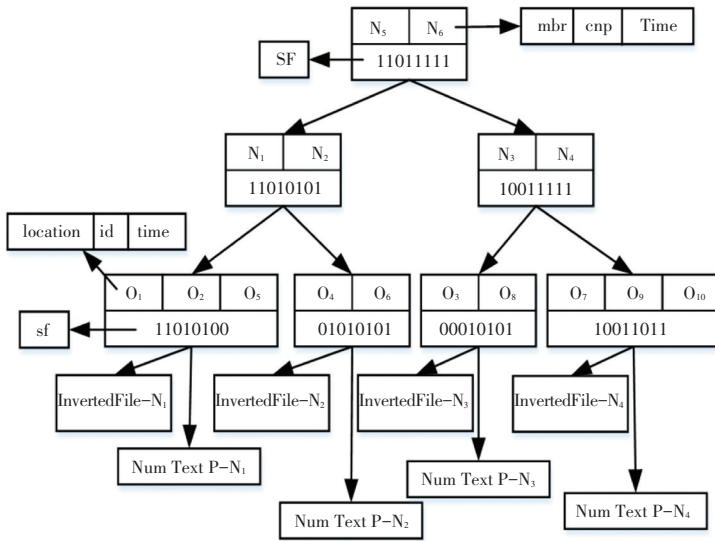 N₅ N₆
mbr cnp Time
SF
11011111
N₁ N₂
11010101
N₃ N₄
10011111
location id time
O₁ O₂ O₅
11010100
O₄ O₆
01010101
O₃ O₈
00010101
O₇ O₉ O₁₀
10011011
sf
InvertedFile-N₁
InvertedFile-N₂
InvertedFile-N₃
InvertedFile-N₄
Num Text P-N₁
Num Text P-N₂
Num Text P-N₃
Num Text P-N₄